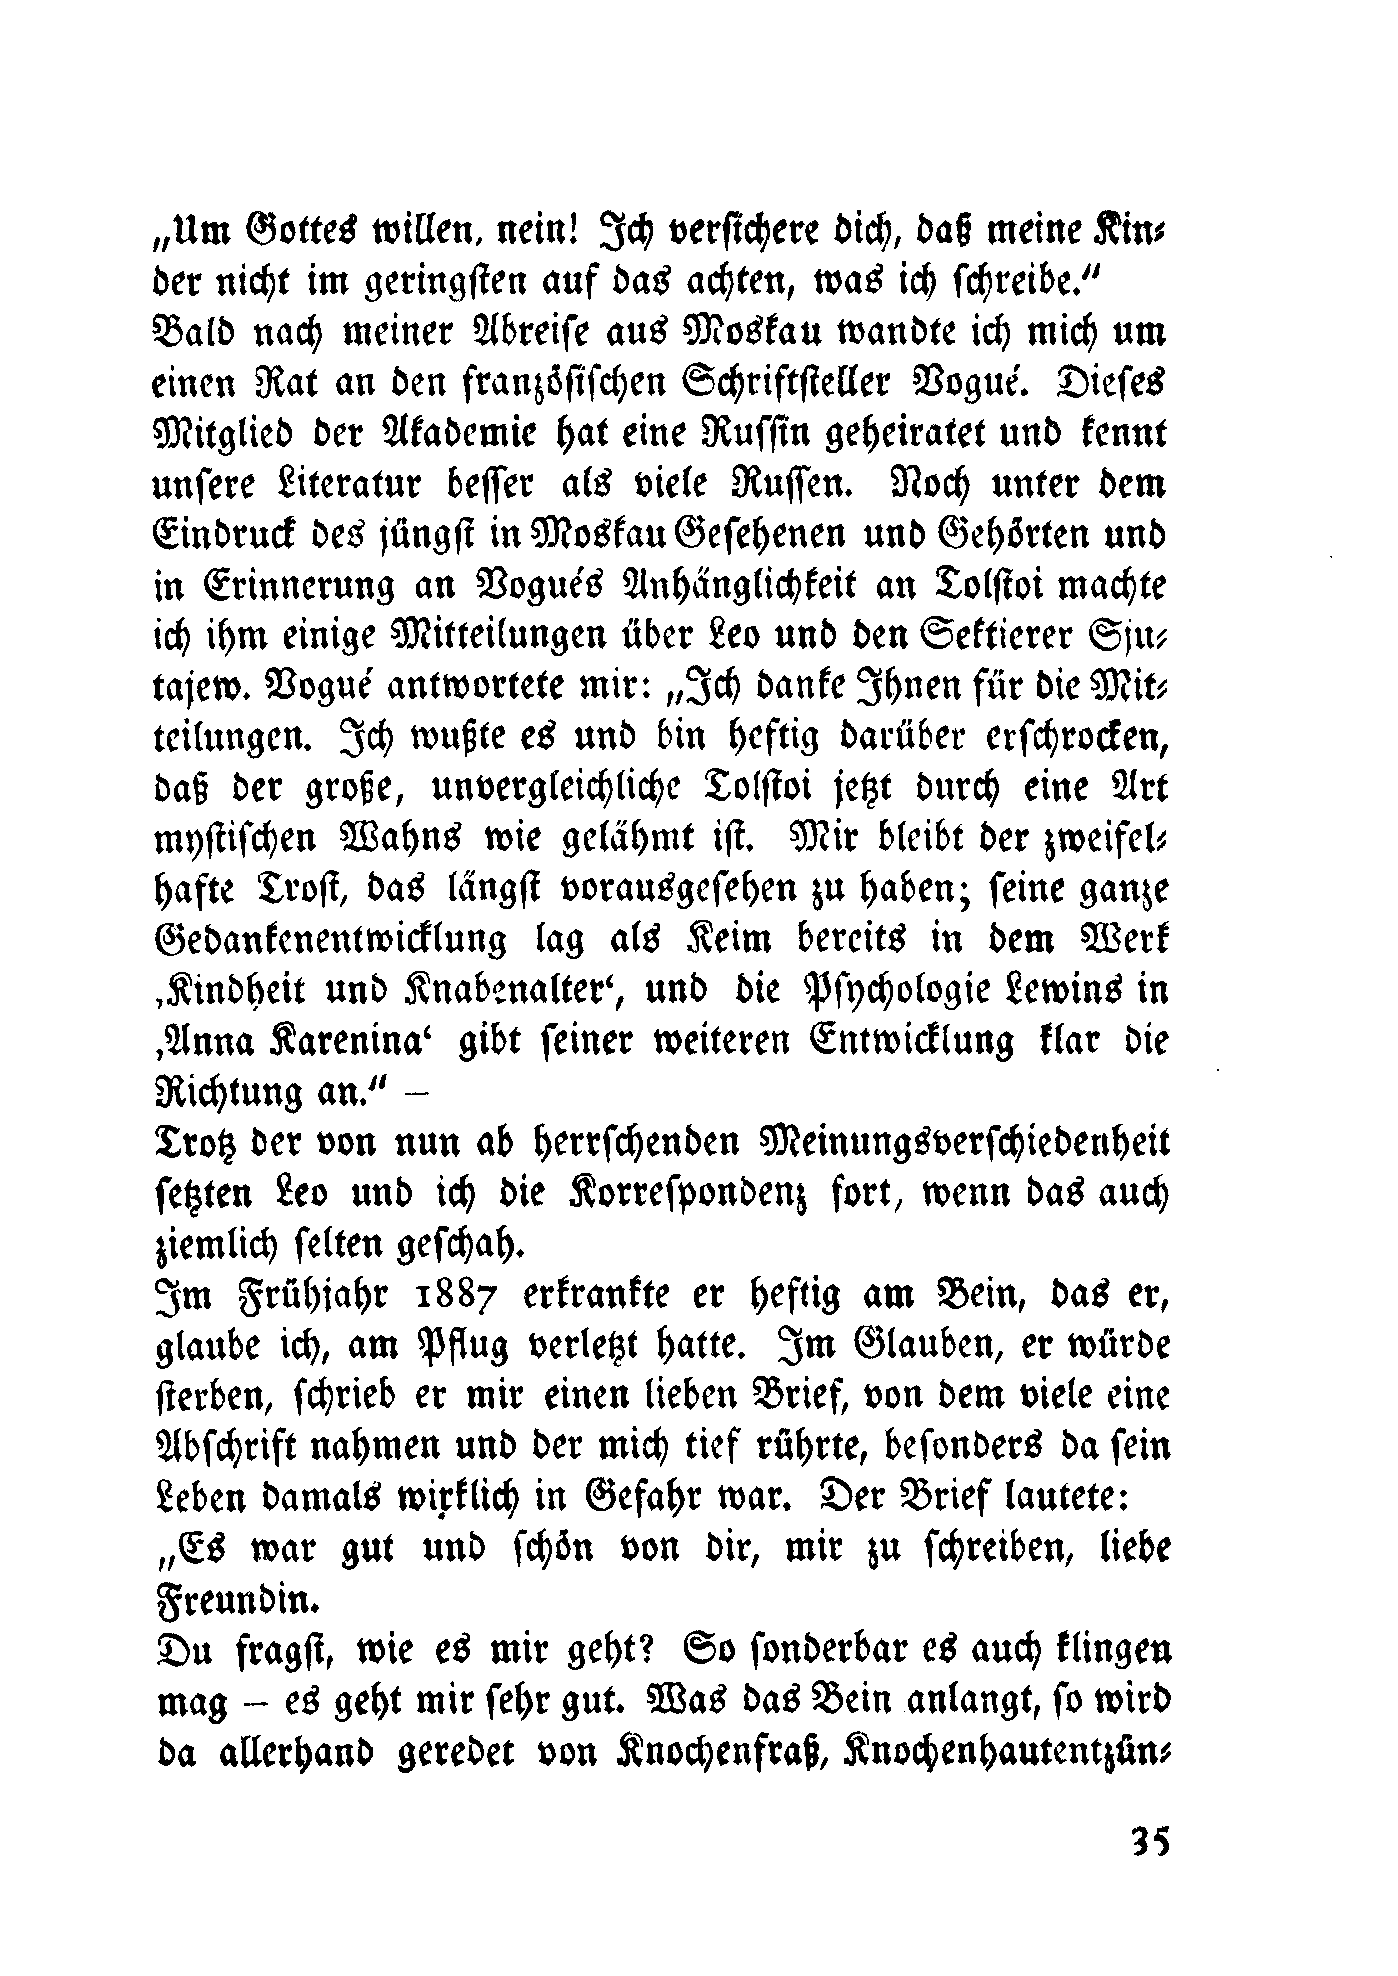 „Um Gottes willen, nein! Ich versichere dich, daß meine Kin-
der nicht im geringsten auf das achten, was ich schreibe.“
Bald nach meiner Abreise aus Moskau wandte ich mich um
einen Rat an den französischen Schriftsteller Vogué. Dieses
Mitglied der Akademie hat eine Russin geheiratet und kennt
unsere Literatur besser als viele Russen. Noch unter dem
Eindruck des jüngst in Moskau Gesehenen und Gehörten und
in Erinnerung an Vogués Anhänglichkeit an Tolstoi machte
ich ihm einige Mitteilungen über Leo und den Sektierer Sju-
tajew. Vogué antwortete mir: „Ich danke Ihnen für die Mit-
teilungen. Ich wußte es und bin heftig darüber erschrocken,
daß der große, unvergleichliche Tolstoi jetzt durch eine Art
mystischen Wahns wie gelähmt ist. Mir bleibt der zweifel-
hafte Trost, das längst vorausgesehen zu haben; seine ganze
Gedankenentwicklung lag als Keim bereits in dem Werk
‚Kindheit und Knabenalter‘, und die Psychologie Lewins in
‚Anna Karenina‘ gibt seiner weiteren Entwicklung klar die
Richtung an.“ –
Trotz der von nun ab herrschenden Meinungsverschiedenheit
setzten Leo und ich die Korrespondenz fort, wenn das auch
ziemlich selten geschah.
Im Frühjahr 1887 erkrankte er heftig am Bein, das er,
glaube ich, am Pflug verletzt hatte. Im Glauben, er würde
sterben, schrieb er mir einen lieben Brief, von dem viele eine
Abschrift nahmen und der mich tief rührte, besonders da sein
Leben damals wirklich in Gefahr war. Der Brief lautete:
„Es war gut und schön von dir, mir zu schreiben, liebe
Freundin.
Du fragst, wie es mir geht? So sonderbar es auch klingen
mag – es geht mir sehr gut. Was das Bein anlangt, so wird
da allerhand geredet von Knochenfraß, Knochenhautentzün-
35